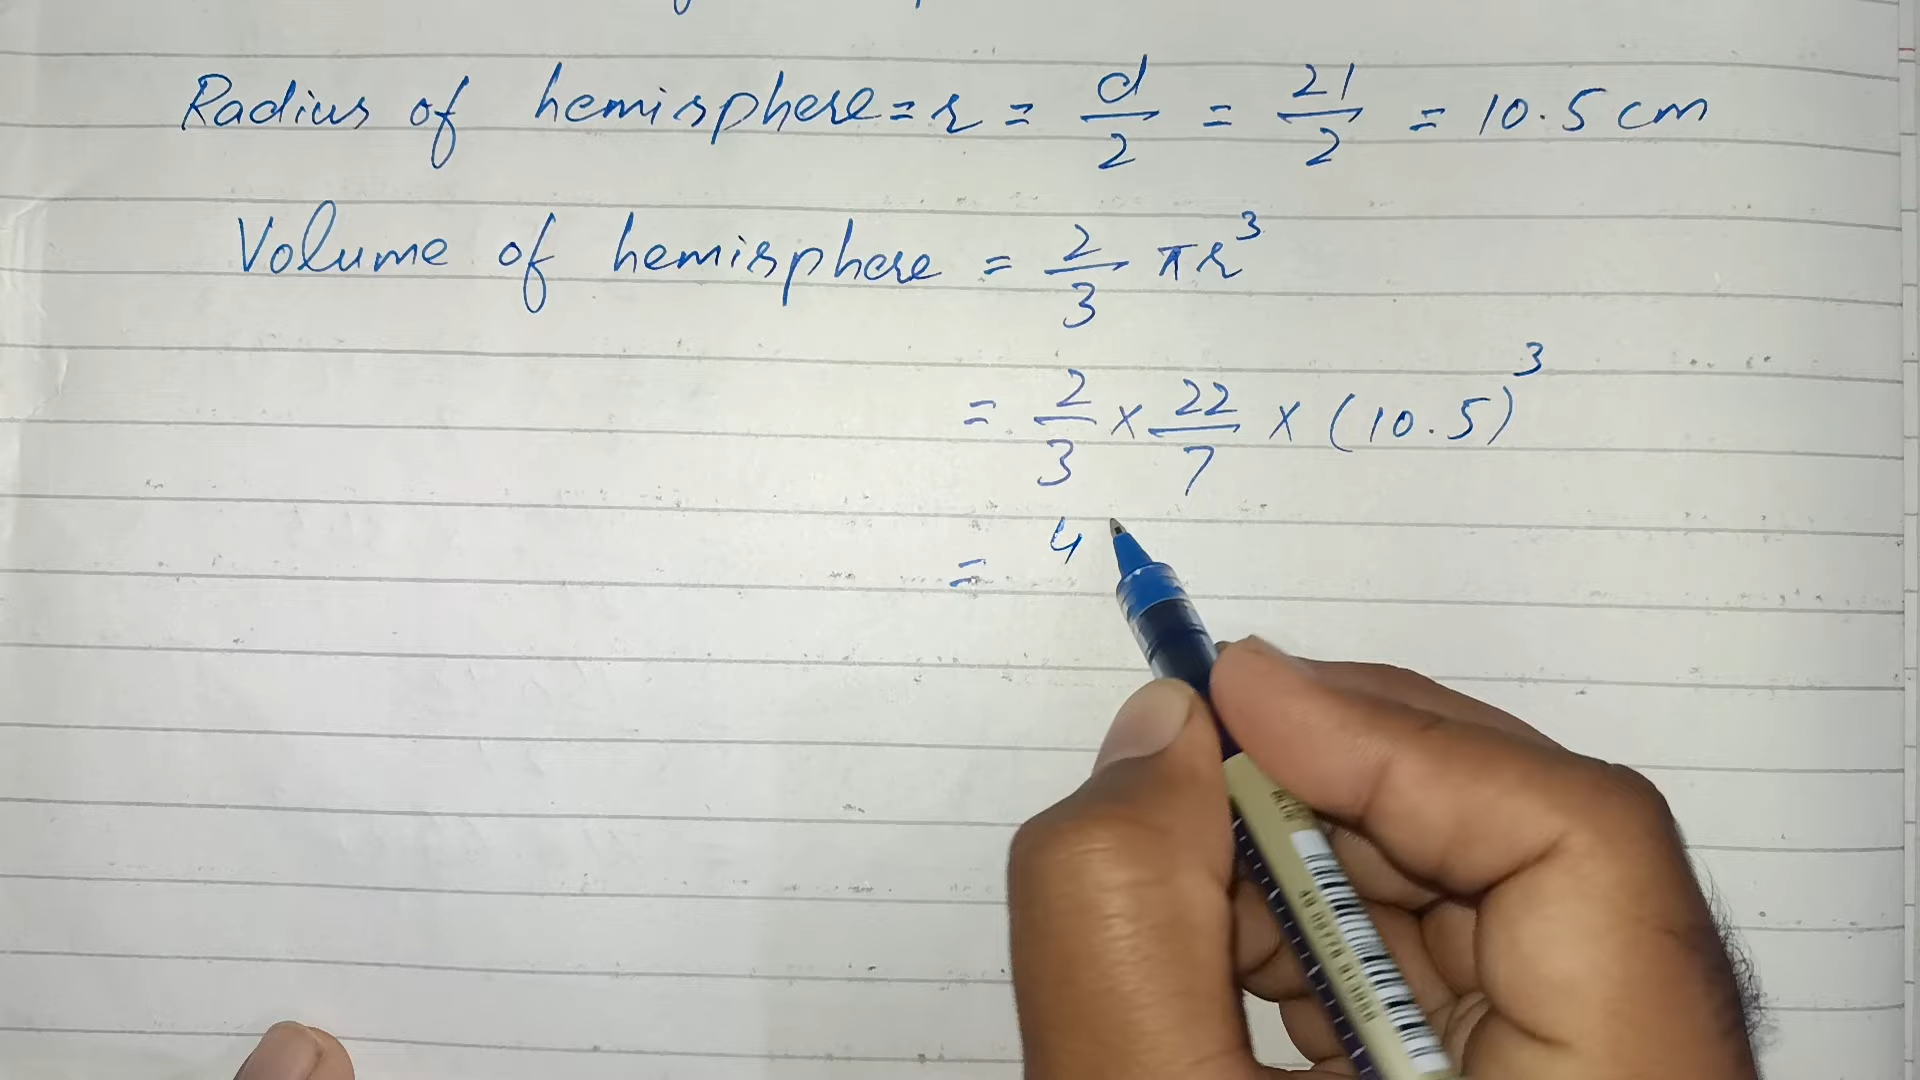 Radius of hemisphere = r = d/2 = 21/2 = 10.5 cm
Volume of hemisphere = 2/3 πr³
= 2/3 × 22/7 × (10.5)³
= 4